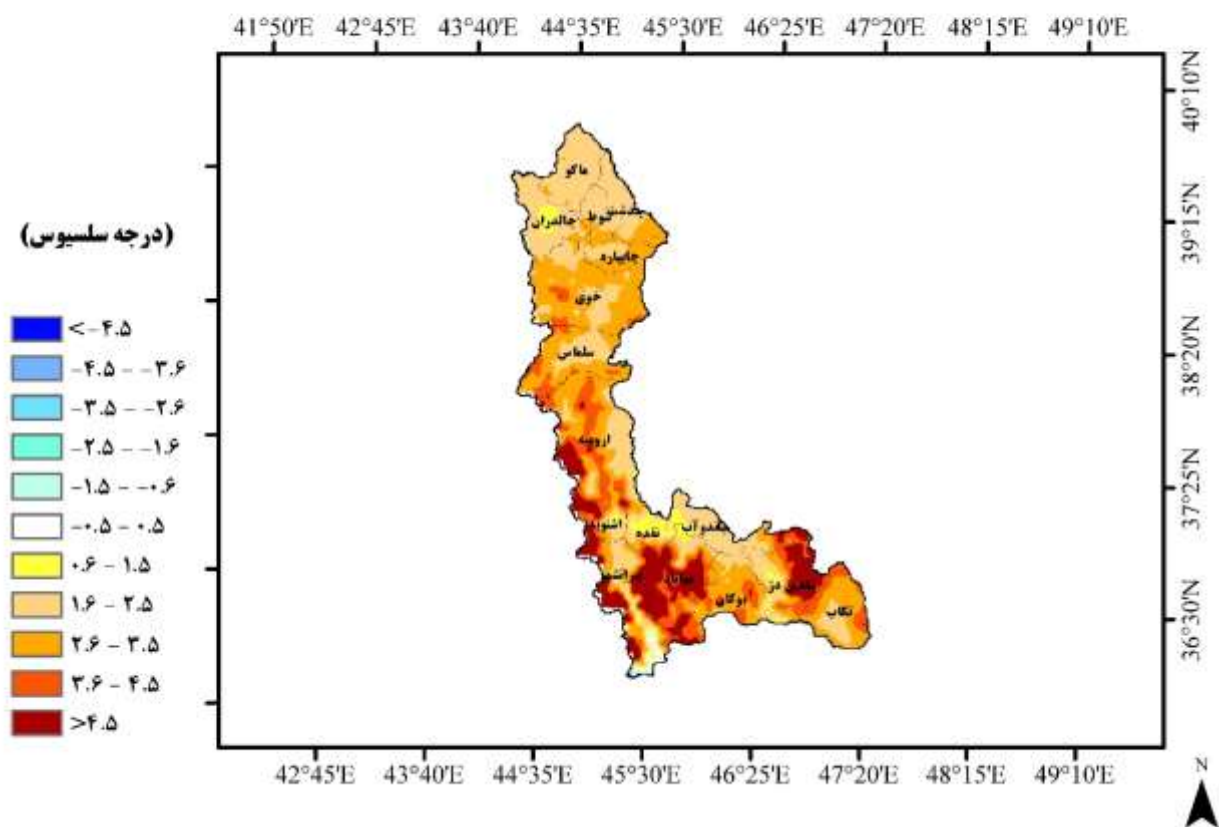 41°50'E 42°45'E 43°40'E 44°35'E 45°30'E 46°25'E 47°20'E 48°15'E 49°10'E
40°10'N
39°15'N
38°20'N
37°25'N
36°30'N
ماکو
چالدران
شوط
چایپاره
خوی
سلماس
ارومیه
اشنویه
نقده
میاندوآب
پیرانشهر
مهاباد
بوکان
شاهین دژ
تکاب
(درجه سلسیوس)
<-۴.۵
-۴.۵ - -۳.۶
-۳.۵ - -۲.۶
-۲.۵ - -۱.۶
-۱.۵ - -۰.۶
-۰.۵ - ۰.۵
۰.۶ - ۱.۵
۱.۶ - ۲.۵
۲.۶ - ۳.۵
۳.۶ - ۴.۵
>۴.۵
42°45'E 43°40'E 44°35'E 45°30'E 46°25'E 47°20'E 48°15'E 49°10'E
N